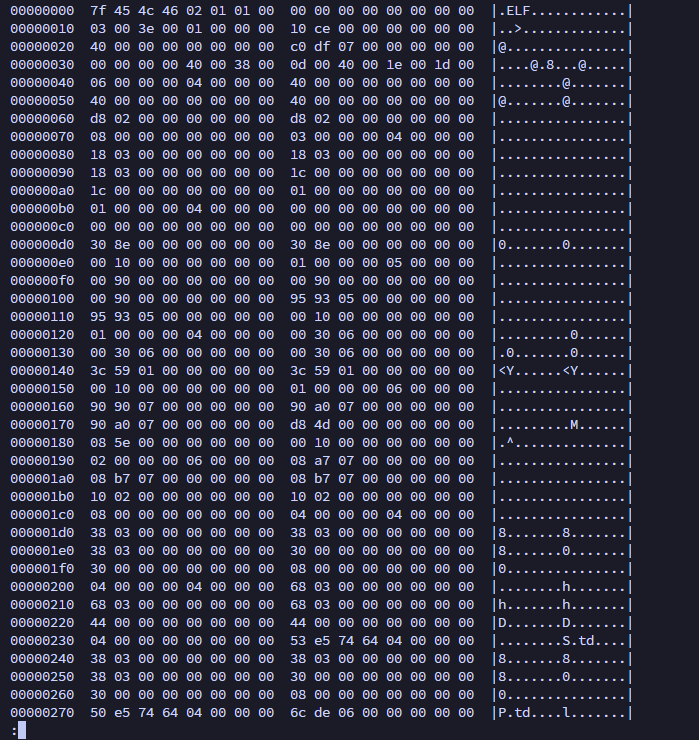 00000000  7f 45 4c 46 02 01 01 00  00 00 00 00 00 00 00 00  |.ELF............|
00000010  03 00 3e 00 01 00 00 00  10 ce 00 00 00 00 00 00  |..>.............|
00000020  40 00 00 00 00 00 00 00  c0 df 07 00 00 00 00 00  |@...............|
00000030  00 00 00 00 40 00 38 00  0d 00 40 00 1e 00 1d 00  |....@.8...@.....|
00000040  06 00 00 00 04 00 00 00  40 00 00 00 00 00 00 00  |........@.......|
00000050  40 00 00 00 00 00 00 00  40 00 00 00 00 00 00 00  |@.......@.......|
00000060  d8 02 00 00 00 00 00 00  d8 02 00 00 00 00 00 00  |................|
00000070  08 00 00 00 00 00 00 00  03 00 00 00 04 00 00 00  |................|
00000080  18 03 00 00 00 00 00 00  18 03 00 00 00 00 00 00  |................|
00000090  18 03 00 00 00 00 00 00  1c 00 00 00 00 00 00 00  |................|
000000a0  1c 00 00 00 00 00 00 00  01 00 00 00 00 00 00 00  |................|
000000b0  01 00 00 00 04 00 00 00  00 00 00 00 00 00 00 00  |................|
000000c0  00 00 00 00 00 00 00 00  00 00 00 00 00 00 00 00  |................|
000000d0  30 8e 00 00 00 00 00 00  30 8e 00 00 00 00 00 00  |0.......0.......|
000000e0  00 10 00 00 00 00 00 00  01 00 00 00 05 00 00 00  |................|
000000f0  00 90 00 00 00 00 00 00  00 90 00 00 00 00 00 00  |................|
00000100  00 90 00 00 00 00 00 00  95 93 05 00 00 00 00 00  |................|
00000110  95 93 05 00 00 00 00 00  00 10 00 00 00 00 00 00  |................|
00000120  01 00 00 00 04 00 00 00  00 30 06 00 00 00 00 00  |.........0......|
00000130  00 30 06 00 00 00 00 00  00 30 06 00 00 00 00 00  |.0.......0......|
00000140  3c 59 01 00 00 00 00 00  3c 59 01 00 00 00 00 00  |<Y......<Y......|
00000150  00 10 00 00 00 00 00 00  01 00 00 00 06 00 00 00  |................|
00000160  90 90 07 00 00 00 00 00  90 a0 07 00 00 00 00 00  |................|
00000170  90 a0 07 00 00 00 00 00  d8 4d 00 00 00 00 00 00  |.........M......|
00000180  08 5e 00 00 00 00 00 00  00 10 00 00 00 00 00 00  |.^..............|
00000190  02 00 00 00 06 00 00 00  08 a7 07 00 00 00 00 00  |................|
000001a0  08 b7 07 00 00 00 00 00  08 b7 07 00 00 00 00 00  |................|
000001b0  10 02 00 00 00 00 00 00  10 02 00 00 00 00 00 00  |................|
000001c0  08 00 00 00 00 00 00 00  04 00 00 00 04 00 00 00  |................|
000001d0  38 03 00 00 00 00 00 00  38 03 00 00 00 00 00 00  |8.......8.......|
000001e0  38 03 00 00 00 00 00 00  30 00 00 00 00 00 00 00  |8.......0.......|
000001f0  30 00 00 00 00 00 00 00  08 00 00 00 00 00 00 00  |0...............|
00000200  04 00 00 00 04 00 00 00  68 03 00 00 00 00 00 00  |........h.......|
00000210  68 03 00 00 00 00 00 00  68 03 00 00 00 00 00 00  |h.......h.......|
00000220  44 00 00 00 00 00 00 00  44 00 00 00 00 00 00 00  |D.......D.......|
00000230  04 00 00 00 00 00 00 00  53 e5 74 64 04 00 00 00  |........S.td....|
00000240  38 03 00 00 00 00 00 00  38 03 00 00 00 00 00 00  |8.......8.......|
00000250  38 03 00 00 00 00 00 00  30 00 00 00 00 00 00 00  |8.......0.......|
00000260  30 00 00 00 00 00 00 00  08 00 00 00 00 00 00 00  |0...............|
00000270  50 e5 74 64 04 00 00 00  6c de 06 00 00 00 00 00  |P.td....l.......|
: